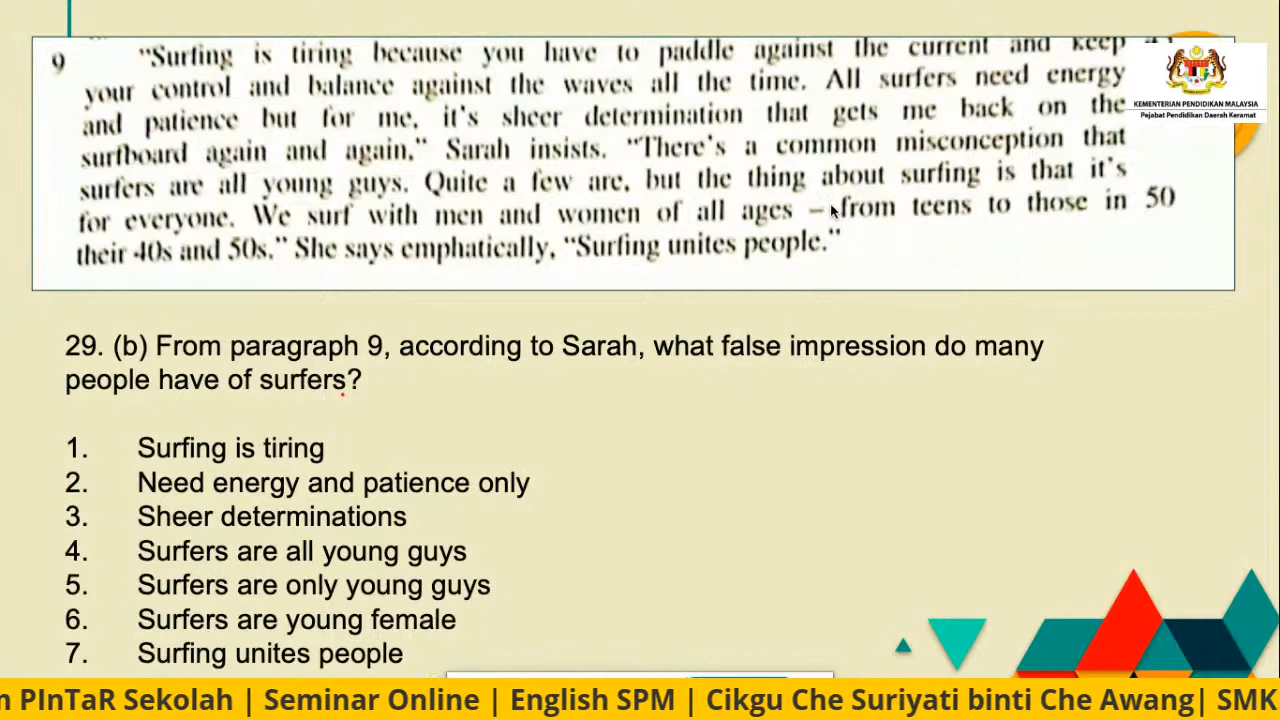 9 "Surfing is tiring because you have to paddle against the current and keep
your control and balance against the waves all the time. All surfers need energy
and patience but for me, it's sheer determination that gets me back on the
surfboard again and again," Sarah insists. "There's a common misconception that
surfers are all young guys. Quite a few are, but the thing about surfing is that it's
for everyone. We surf with men and women of all ages – from teens to those in 50
their 40s and 50s." She says emphatically, "Surfing unites people."
KEMENTERIAN PENDIDIKAN MALAYSIA
Pejabat Pendidikan Daerah Keramat
29. (b) From paragraph 9, according to Sarah, what false impression do many
people have of surfers?
1. Surfing is tiring
2. Need energy and patience only
3. Sheer determinations
4. Surfers are all young guys
5. Surfers are only young guys
6. Surfers are young female
7. Surfing unites people
PInTaR Sekolah | Seminar Online | English SPM | Cikgu Che Suriyati binti Che Awang| SMK